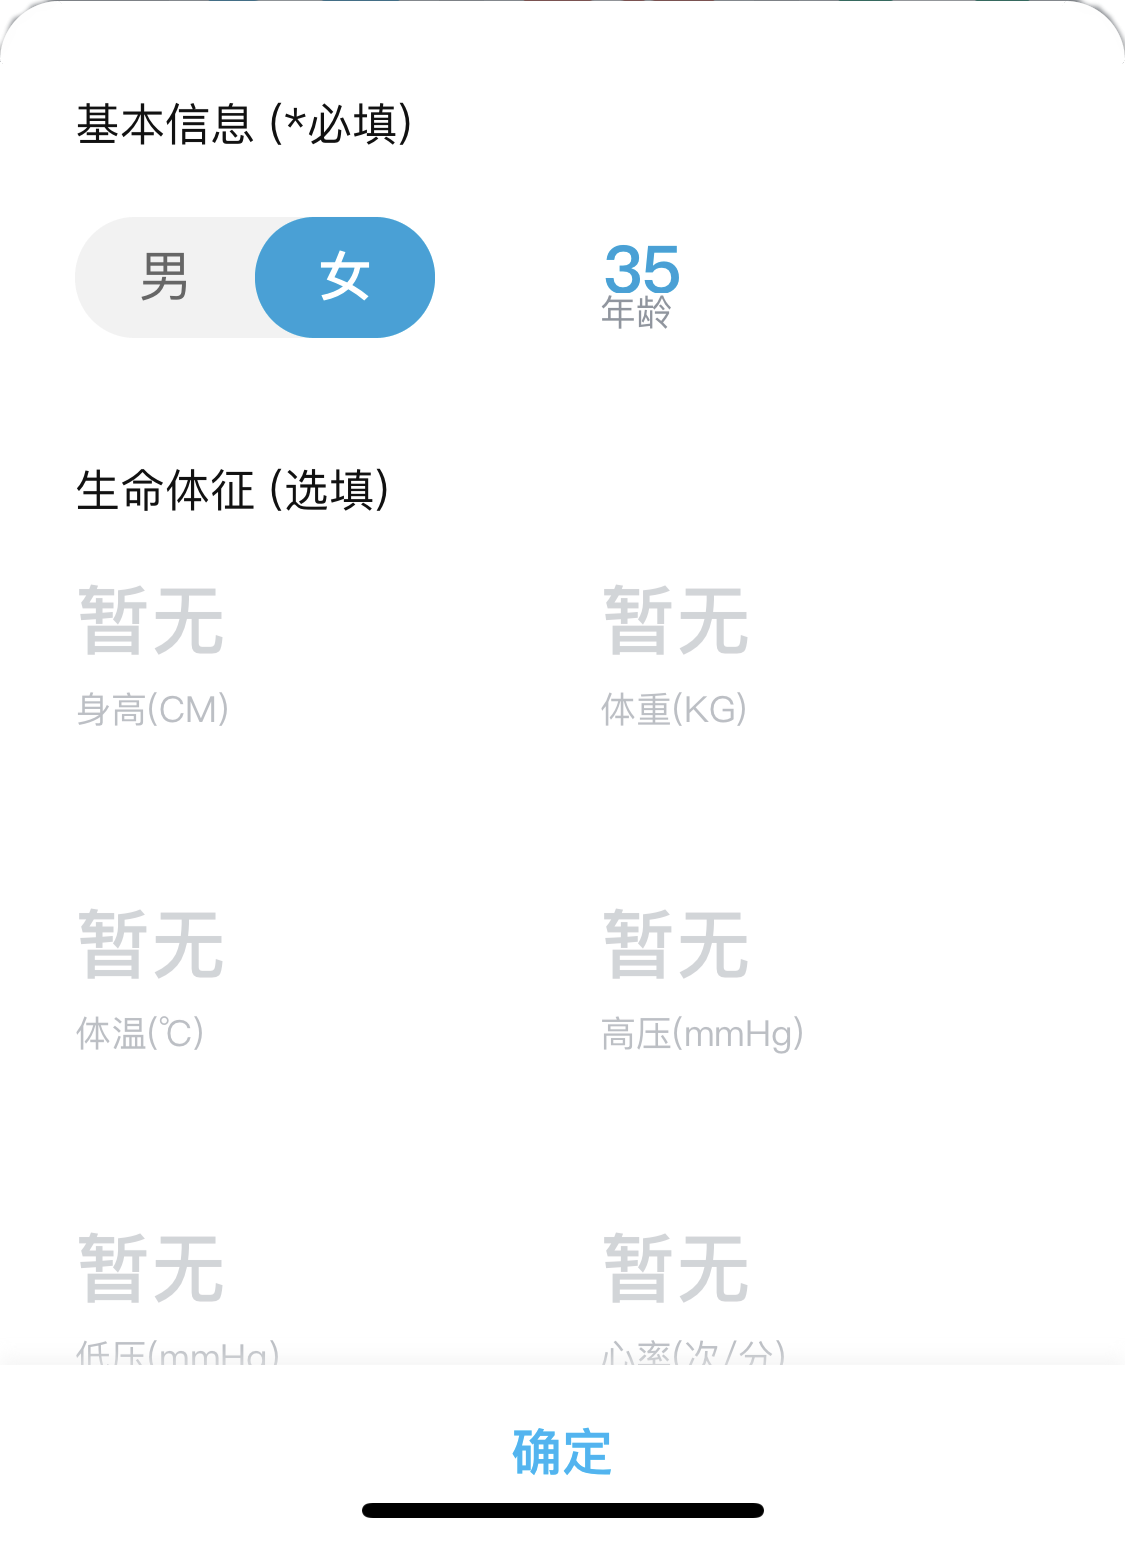 基本信息 (*必填)
男 女
35
年龄
生命体征 (选填)
暂无 暂无
身高(CM) 体重(KG)
暂无 暂无
体温(℃) 高压(mmHg)
暂无 暂无
低压(mmHg) 心率(次/分)
确定